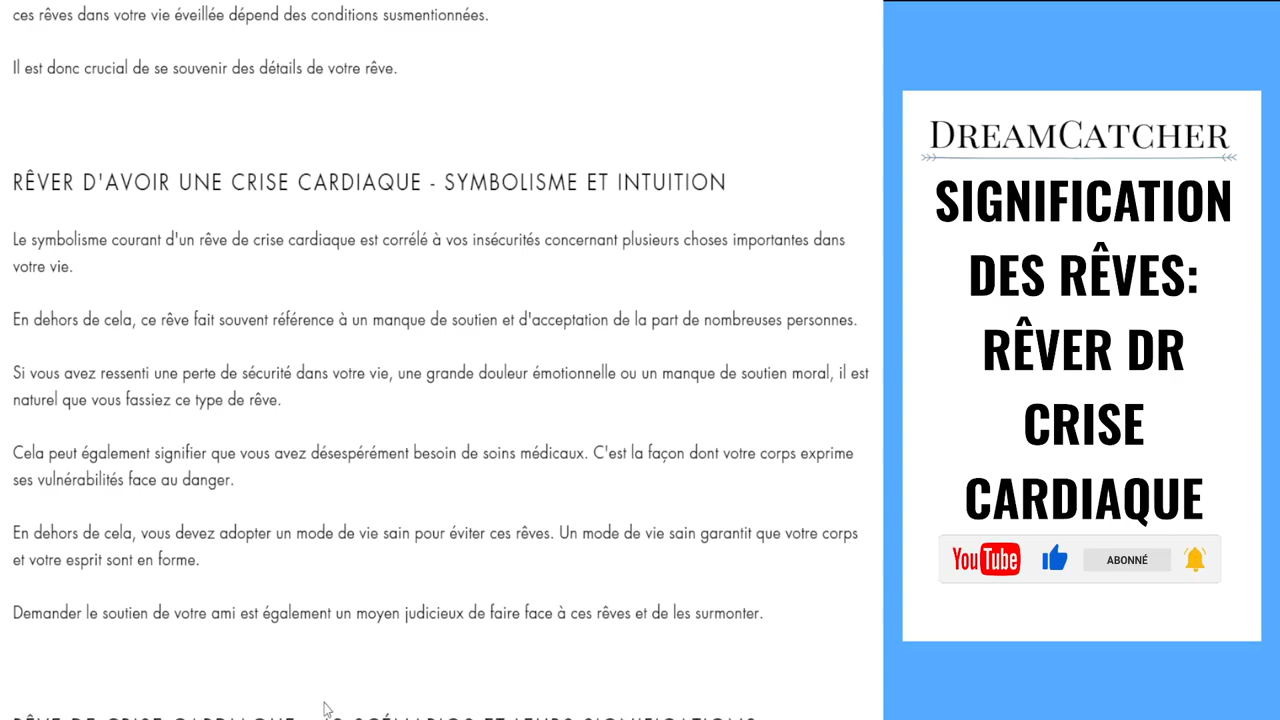 ces rêves dans votre vie éveillée dépend des conditions susmentionnées.
Il est donc crucial de se souvenir des détails de votre rêve.
RÊVER D'AVOIR UNE CRISE CARDIAQUE - SYMBOLISME ET INTUITION
Le symbolisme courant d'un rêve de crise cardiaque est corrélé à vos insécurités concernant plusieurs choses importantes dans
votre vie.
En dehors de cela, ce rêve fait souvent référence à un manque de soutien et d'acceptation de la part de nombreuses personnes.
Si vous avez ressenti une perte de sécurité dans votre vie, une grande douleur émotionnelle ou un manque de soutien moral, il est
naturel que vous fassiez ce type de rêve.
Cela peut également signifier que vous avez désespérément besoin de soins médicaux. C'est la façon dont votre corps exprime
ses vulnérabilités face au danger.
En dehors de cela, vous devez adopter un mode de vie sain pour éviter ces rêves. Un mode de vie sain garantit que votre corps
et votre esprit sont en forme.
Demander le soutien de votre ami est également un moyen judicieux de faire face à ces rêves et de les surmonter.
RÊVE DE CRISE CARDIAQUE SCÉNARIOS ET LEURS SIGNIFICATIONS
DREAMCATCHER
SIGNIFICATION
DES RÊVES:
RÊVER DR
CRISE
CARDIAQUE
YouTube ABONNÉ